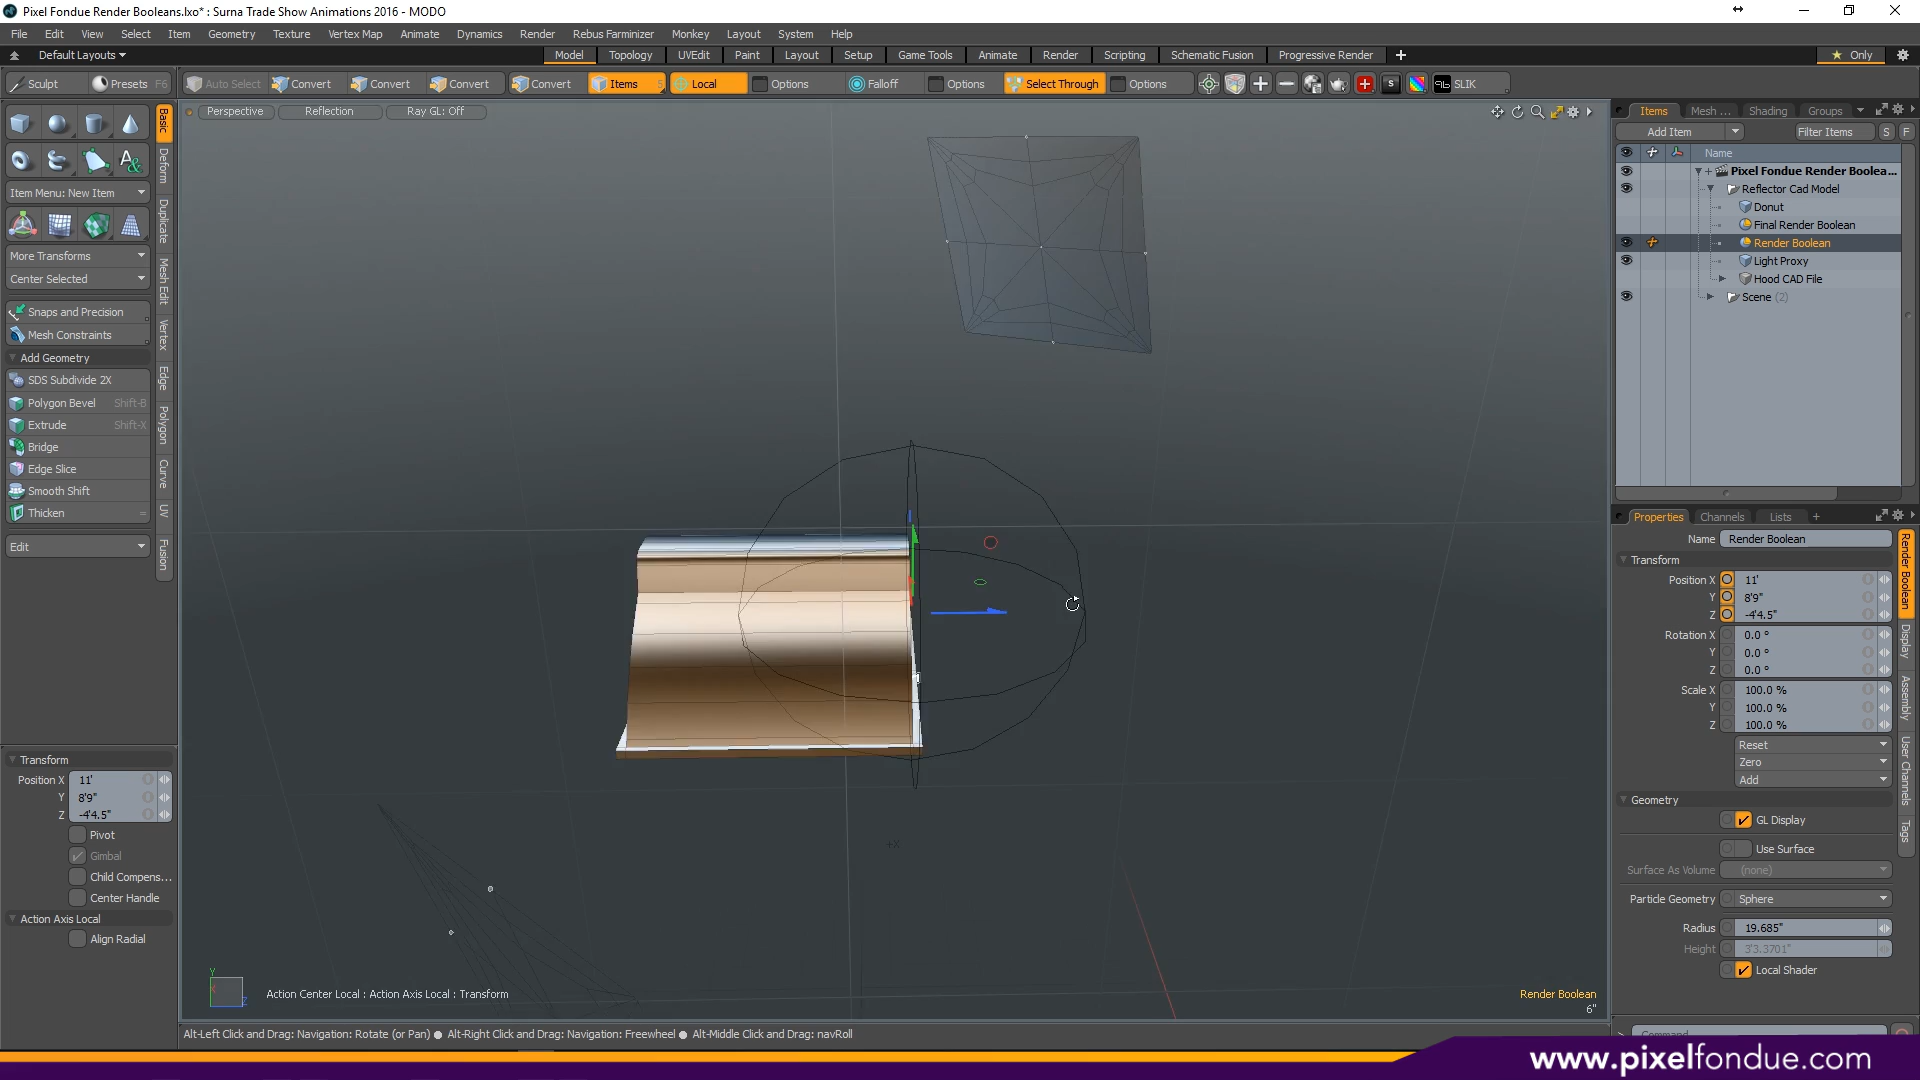 Pixel Fondue Render Booleans.lxo* : Surna Trade Show Animations 2016 - MODO
File Edit View Select Item Geometry Texture Vertex Map Animate Dynamics Render Rebus Farminizer Monkey Layout System Help
Default Layouts Model Topology UVEdit Paint Layout Setup Game Tools Animate Render Scripting Schematic Fusion Progressive Render + Only
Sculpt Presets F6 Auto Select Convert Convert Convert Convert Items 5 Local Options Falloff Options Select Through Options S SLIK
Perspective Reflection Ray GL: Off
Basic
Deform
Duplicate
Mesh Edit
Vertex
Edge
Polygon
Curve
UV
Fusion
Item Menu: New Item
More Transforms
Center Selected
Snaps and Precision
Mesh Constraints
Add Geometry
SDS Subdivide 2X
Polygon Bevel Shift-B
Extrude Shift-X
Bridge
Edge Slice
Smooth Shift
Thicken =
Edit
Transform
Position X 11'
Y 8'9"
Z -4'4.5"
Pivot
Gimbal
Child Compens...
Center Handle
Action Axis Local
Align Radial
+X
Y
X
Z
Action Center Local : Action Axis Local : Transform
Render Boolean
6"
Alt-Left Click and Drag: Navigation: Rotate (or Pan) ● Alt-Right Click and Drag: Navigation: Freewheel ● Alt-Middle Click and Drag: navRoll
Items Mesh ... Shading Groups
Add Item Filter Items S F
Name
Pixel Fondue Render Boolea...
Reflector Cad Model
Donut
Final Render Boolean
Render Boolean
Light Proxy
Hood CAD File
Scene (2)
Properties Channels Lists +
Name Render Boolean
Transform
Position X 11'
Y 8'9"
Z -4'4.5"
Rotation X 0.0 °
Y 0.0 °
Z 0.0 °
Scale X 100.0 %
Y 100.0 %
Z 100.0 %
Reset
Zero
Add
Geometry
GL Display
Use Surface
Surface As Volume (none)
Particle Geometry Sphere
Radius 19.685"
Height 3'3.3701"
Local Shader
Render Boolean
Display
Assembly
User Channels
Tags
Command
www.pixelfondue.com